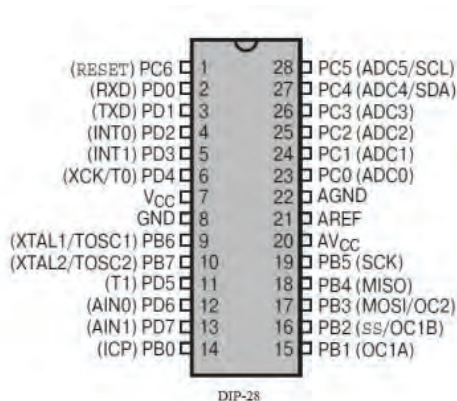 (RESET) PC6 1 28 PC5 (ADC5/SCL)
(RXD) PD0 2 27 PC4 (ADC4/SDA)
(TXD) PD1 3 26 PC3 (ADC3)
(INT0) PD2 4 25 PC2 (ADC2)
(INT1) PD3 5 24 PC1 (ADC1)
(XCK/T0) PD4 6 23 PC0 (ADC0)
VCC 7 22 AGND
GND 8 21 AREF
(XTAL1/TOSC1) PB6 9 20 AVCC
(XTAL2/TOSC2) PB7 10 19 PB5 (SCK)
(T1) PD5 11 18 PB4 (MISO)
(AIN0) PD6 12 17 PB3 (MOSI/OC2)
(AIN1) PD7 13 16 PB2 (SS/OC1B)
(ICP) PB0 14 15 PB1 (OC1A)
DIP-28